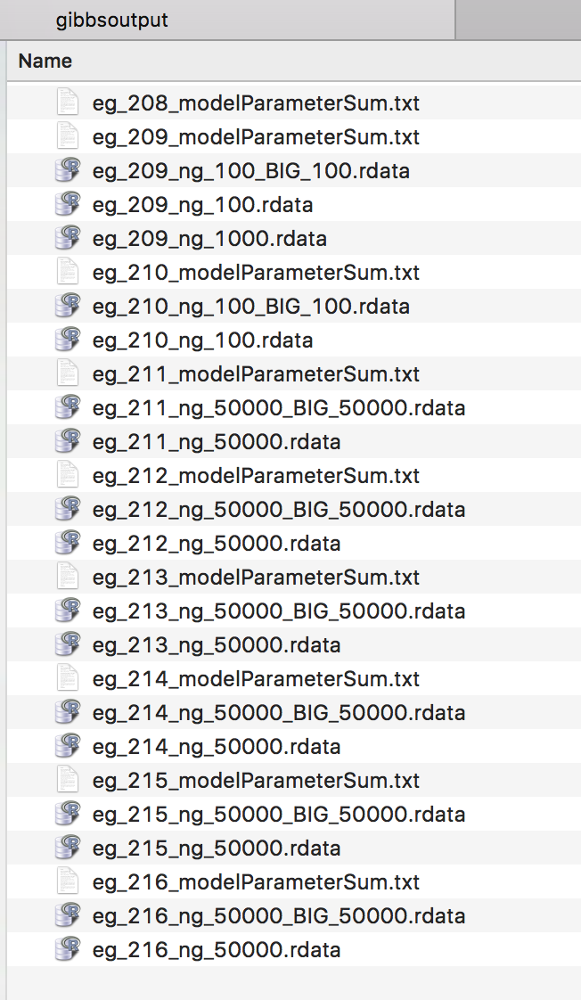 gibbsoutput
Name
eg_208_modelParameterSum.txt
eg_209_modelParameterSum.txt
eg_209_ng_100_BIG_100.rdata
eg_209_ng_100.rdata
eg_209_ng_1000.rdata
eg_210_modelParameterSum.txt
eg_210_ng_100_BIG_100.rdata
eg_210_ng_100.rdata
eg_211_modelParameterSum.txt
eg_211_ng_50000_BIG_50000.rdata
eg_211_ng_50000.rdata
eg_212_modelParameterSum.txt
eg_212_ng_50000_BIG_50000.rdata
eg_212_ng_50000.rdata
eg_213_modelParameterSum.txt
eg_213_ng_50000_BIG_50000.rdata
eg_213_ng_50000.rdata
eg_214_modelParameterSum.txt
eg_214_ng_50000_BIG_50000.rdata
eg_214_ng_50000.rdata
eg_215_modelParameterSum.txt
eg_215_ng_50000_BIG_50000.rdata
eg_215_ng_50000.rdata
eg_216_modelParameterSum.txt
eg_216_ng_50000_BIG_50000.rdata
eg_216_ng_50000.rdata